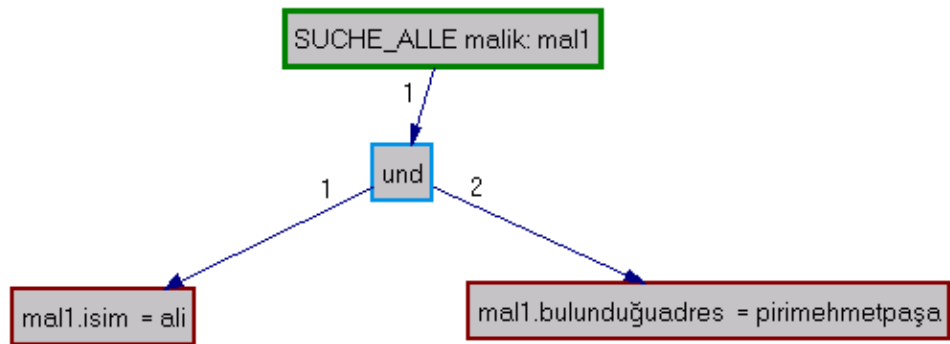 SUCHE_ALLE malik: mal1
1
und
1
2
mal1.isim = ali
mal1.bulunduğuadres = pirimehmetpaşa